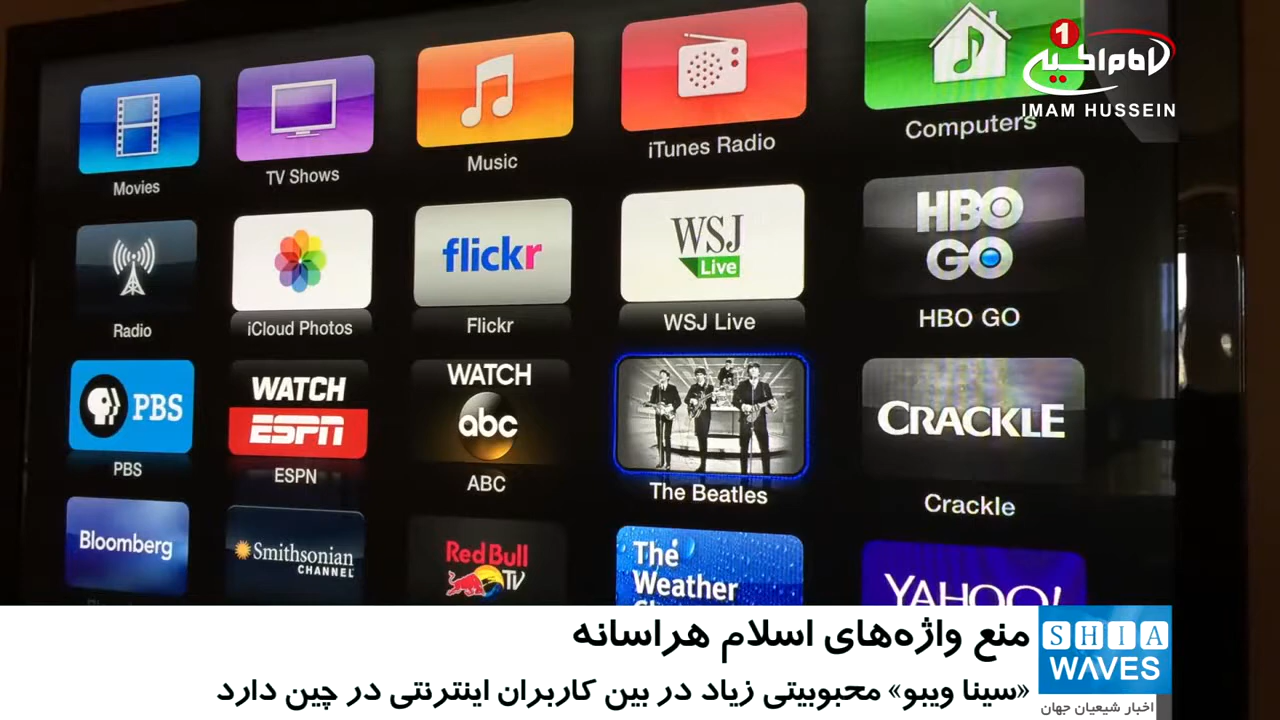 1
امام حسین
IMAM HUSSEIN
Movies
TV Shows
Music
iTunes Radio
Computers
flickr
WSJ
Live
HBO
GO
Radio
iCloud Photos
Flickr
WSJ Live
HBO GO
PBS
WATCH
ESPN
WATCH
abc
CRACKLE
PBS
ESPN
ABC
The Beatles
Crackle
Bloomberg
Smithsonian
CHANNEL
Red Bull
TV
The
Weather
YAHOO!
منع واژه‌های اسلام هراسانه
«سینا ویبو» محبوبیتی زیاد در بین کاربران اینترنتی در چین دارد
SHIA
WAVES
اخبار شیعیان جهان